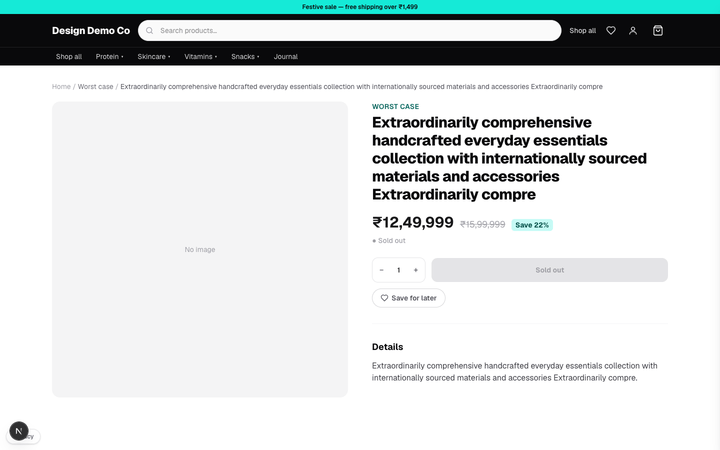 Festive sale — free shipping over ₹1,499
Design Demo Co
Search products...
Shop all
Shop all
Protein
Skincare
Vitamins
Snacks
Journal
Home / Worst case / Extraordinarily comprehensive handcrafted everyday essentials collection with internationally sourced materials and accessories Extraordinarily compre
No image
WORST CASE
Extraordinarily comprehensive
handcrafted everyday essentials
collection with internationally sourced
materials and accessories
Extraordinarily compre
₹12,49,999 ₹15,99,999 Save 22%
Sold out
− 1 +
Sold out
Save for later
Details
Extraordinarily comprehensive handcrafted everyday essentials collection with
internationally sourced materials and accessories Extraordinarily compre.
N